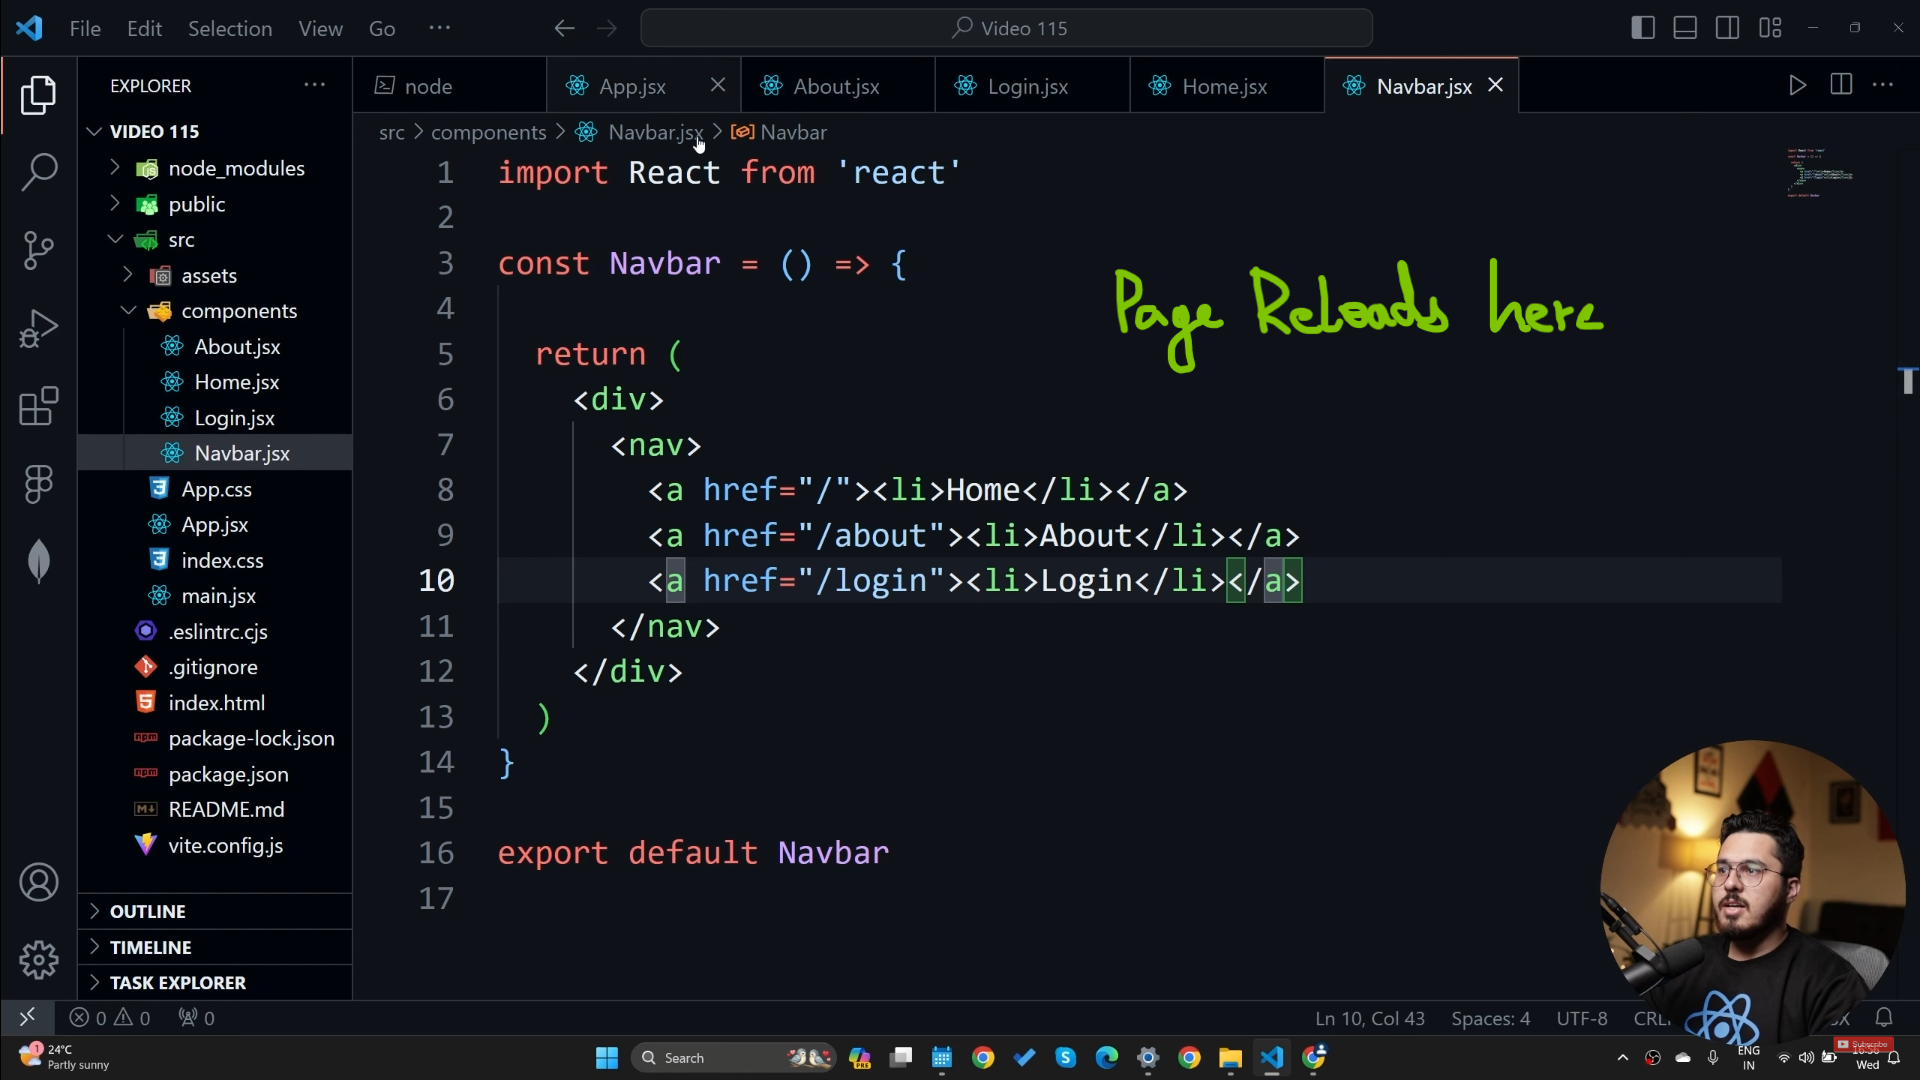 File Edit Selection View Go ··· Video 115
EXPLORER ···
node App.jsx About.jsx Login.jsx Home.jsx Navbar.jsx
src > components > Navbar.jsx > Navbar
VIDEO 115
node_modules
public
src
assets
components
About.jsx
Home.jsx
Login.jsx
Navbar.jsx
App.css
App.jsx
index.css
main.jsx
.eslintrc.cjs
.gitignore
index.html
package-lock.json
package.json
README.md
vite.config.js
OUTLINE
TIMELINE
TASK EXPLORER
1 import React from 'react'
2
3 const Navbar = () => {
4
5 return (
6 <div>
7 <nav>
8 <a href="/"><li>Home</li></a>
9 <a href="/about"><li>About</li></a>
10 <a href="/login"><li>Login</li></a>
11 </nav>
12 </div>
13 )
14 }
15
16 export default Navbar
17
Page Reloads here
0 0 0
Ln 10, Col 43 Spaces: 4 UTF-8
24°C
Partly sunny
Search
PRE
ENG
IN
Subscribe
Wed